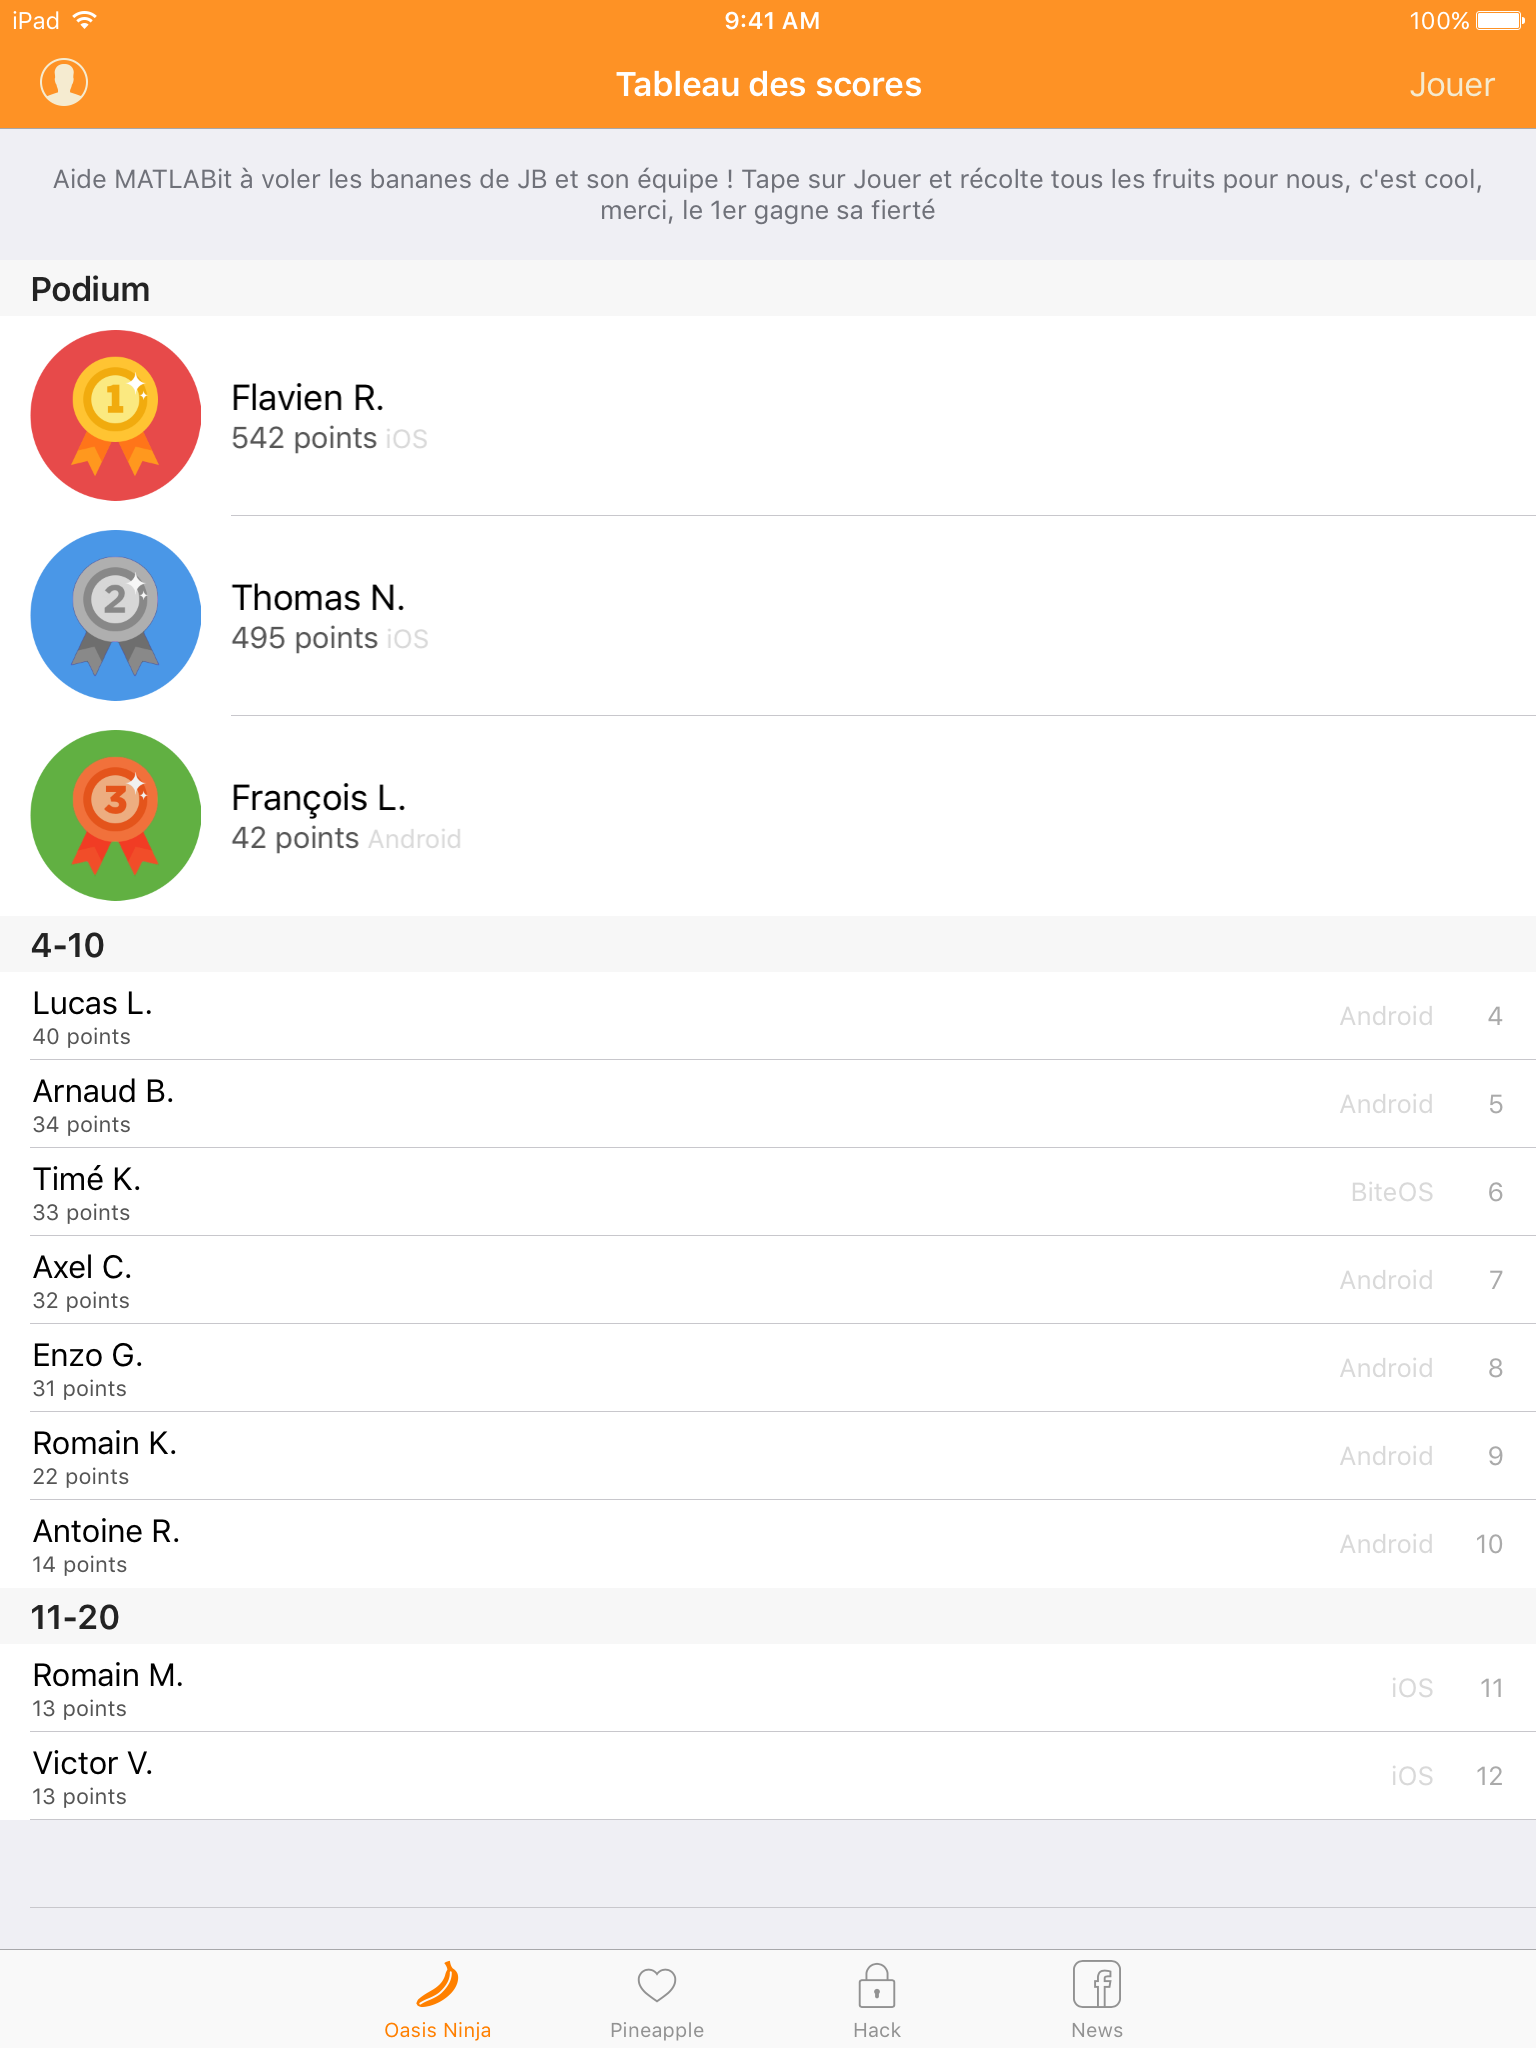 iPad 9:41 AM 100%
Tableau des scores Jouer
Aide MATLABit à voler les bananes de JB et son équipe ! Tape sur Jouer et récolte tous les fruits pour nous, c'est cool,
merci, le 1er gagne sa fierté
Podium
1
Flavien R.
542 points iOS
2
Thomas N.
495 points iOS
3
François L.
42 points Android
4-10
Lucas L.
40 points
Android 4
Arnaud B.
34 points
Android 5
Timé K.
33 points
BiteOS 6
Axel C.
32 points
Android 7
Enzo G.
31 points
Android 8
Romain K.
22 points
Android 9
Antoine R.
14 points
Android 10
11-20
Romain M.
13 points
iOS 11
Victor V.
13 points
iOS 12
Oasis Ninja Pineapple Hack News